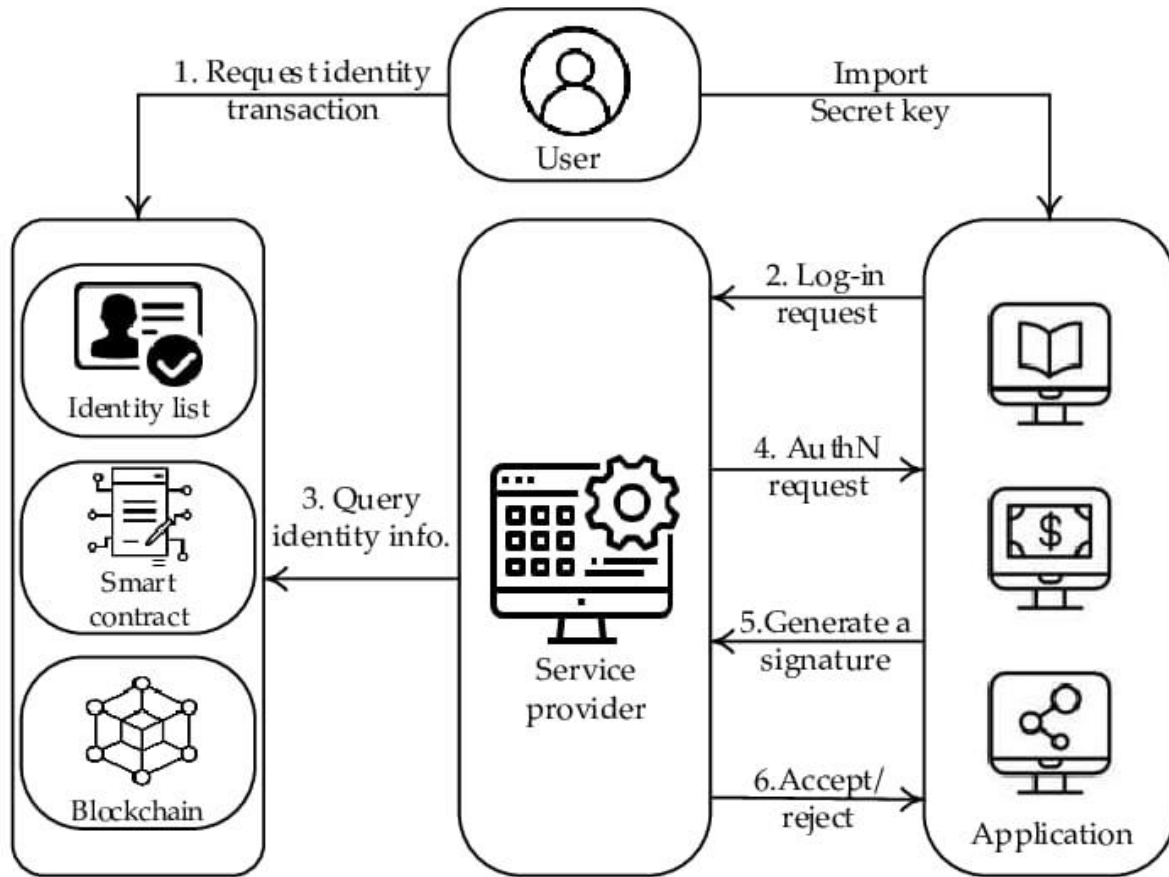 1. Request identity
transaction
User
Import
Secret key
Identity list
Smart
contract
Blockchain
3. Query
identity info.
Service
provider
2. Log-in
request
4. AuthN
request
5.Generate a
signature
6.Accept/
reject
$
Application